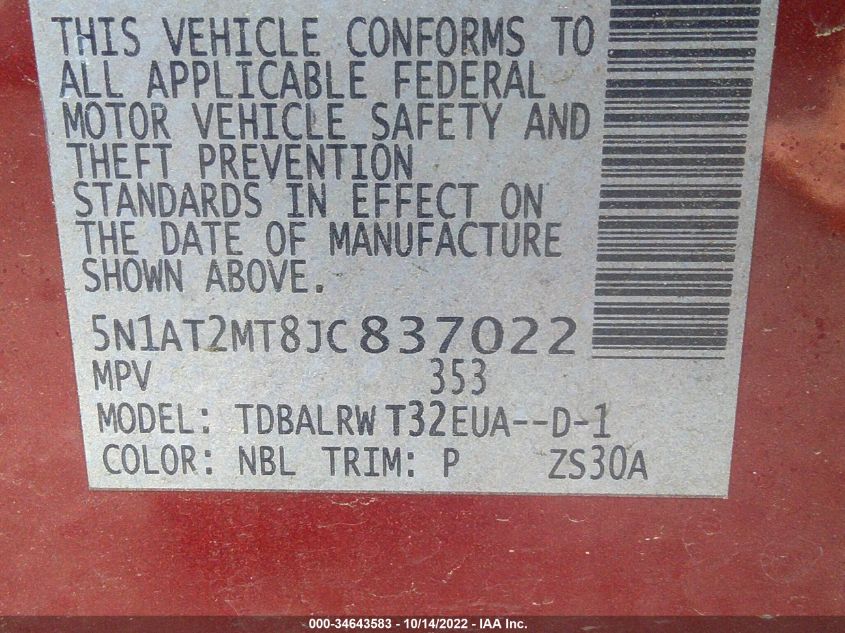 THIS VEHICLE CONFORMS TO
ALL APPLICABLE FEDERAL
MOTOR VEHICLE SAFETY AND
THEFT PREVENTION
STANDARDS IN EFFECT ON
THE DATE OF MANUFACTURE
SHOWN ABOVE.
5N1AT2MT8JC837022
MPV 353
MODEL: TDBALRW T32EUA--D-1
COLOR: NBL TRIM: P ZS30A
000-34643583 - 10/14/2022 - IAA Inc.